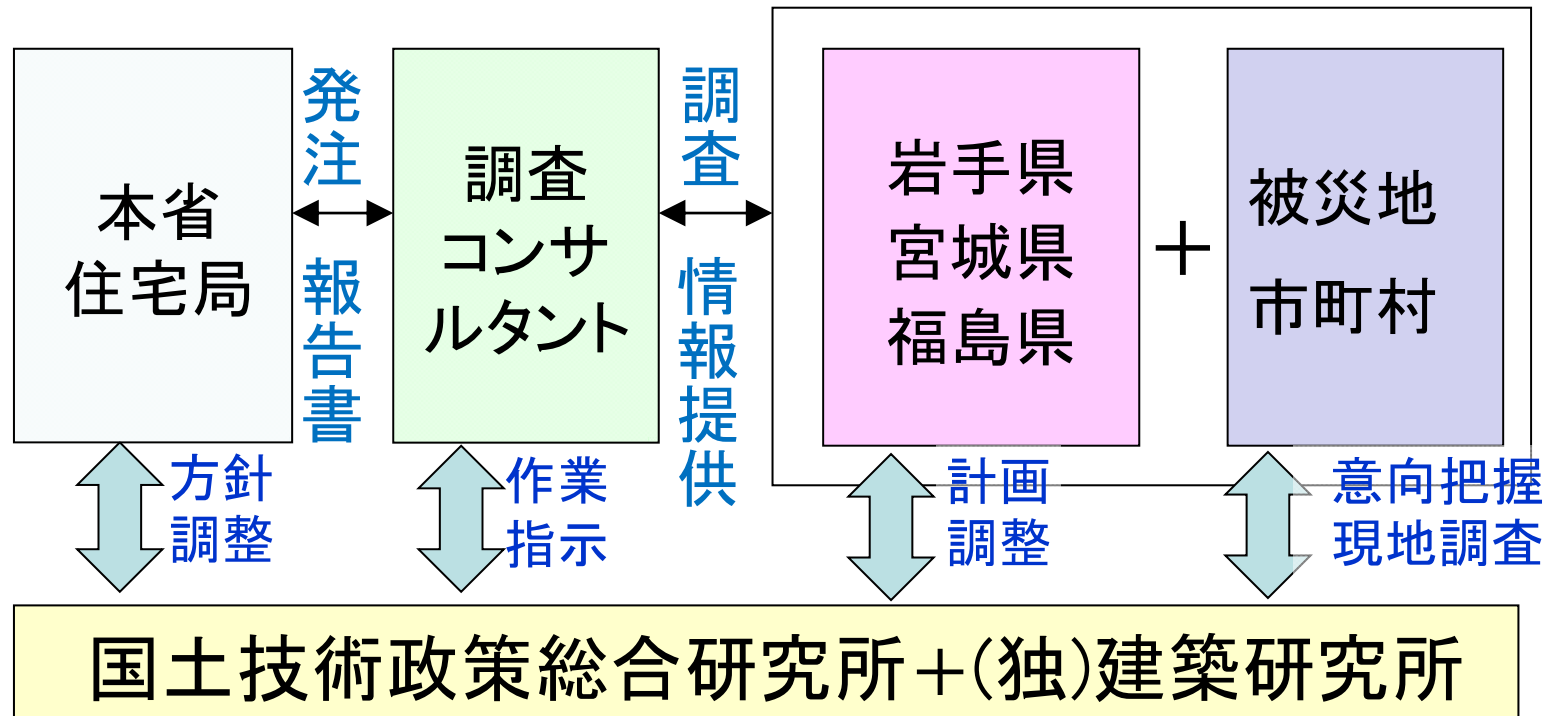 本省
住宅局
発注
報告書
調査
コンサ
ルタント
調査
情報提供
岩手県
宮城県
福島県
＋
被災地
市町村
方針
調整
作業
指示
計画
調整
意向把握
現地調査
国土技術政策総合研究所＋(独)建築研究所